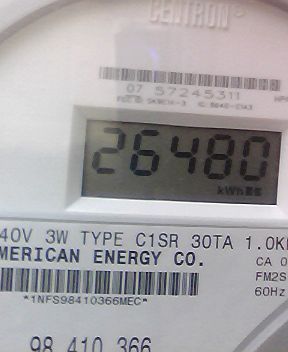 CENTRON
07 57245311
26480
kWh
40V 3W TYPE C1SR 30TA 1.0K
MERICAN ENERGY CO.
CA 0
FM2S
60Hz
*1NFS98410366MEC*
98 410 366